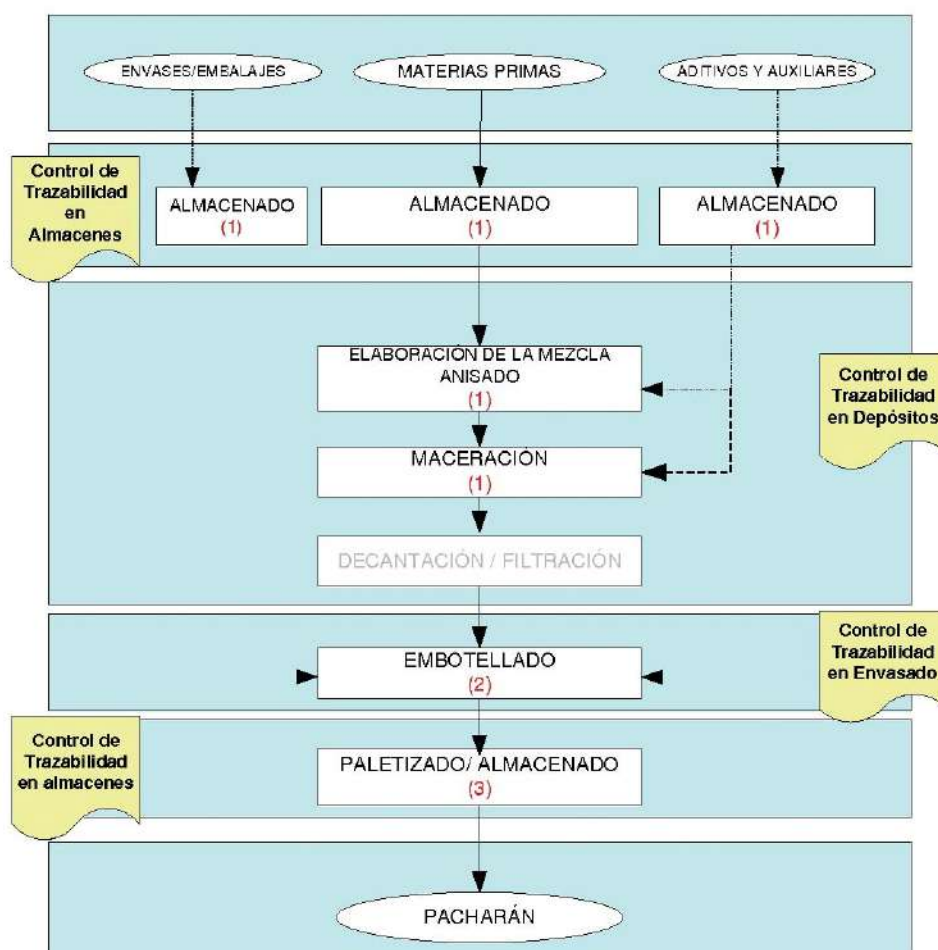 ENVASES/EMBALAJES
MATERIAS PRIMAS
ADITIVOS Y AUXILIARES
Control de
Trazabilidad
en
Almacenes
ALMACENADO
(1)
ALMACENADO
(1)
ALMACENADO
(1)
ELABORACIÓN DE LA MEZCLA
ANISADO
(1)
Control de
Trazabilidad
en Depósitos
MACERACIÓN
(1)
DECANTACIÓN / FILTRACIÓN
EMBOTELLADO
(2)
Control de
Trazabilidad
en Envasado
Control de
Trazabilidad
en almacenes
PALETIZADO/ ALMACENADO
(3)
PACHARÁN